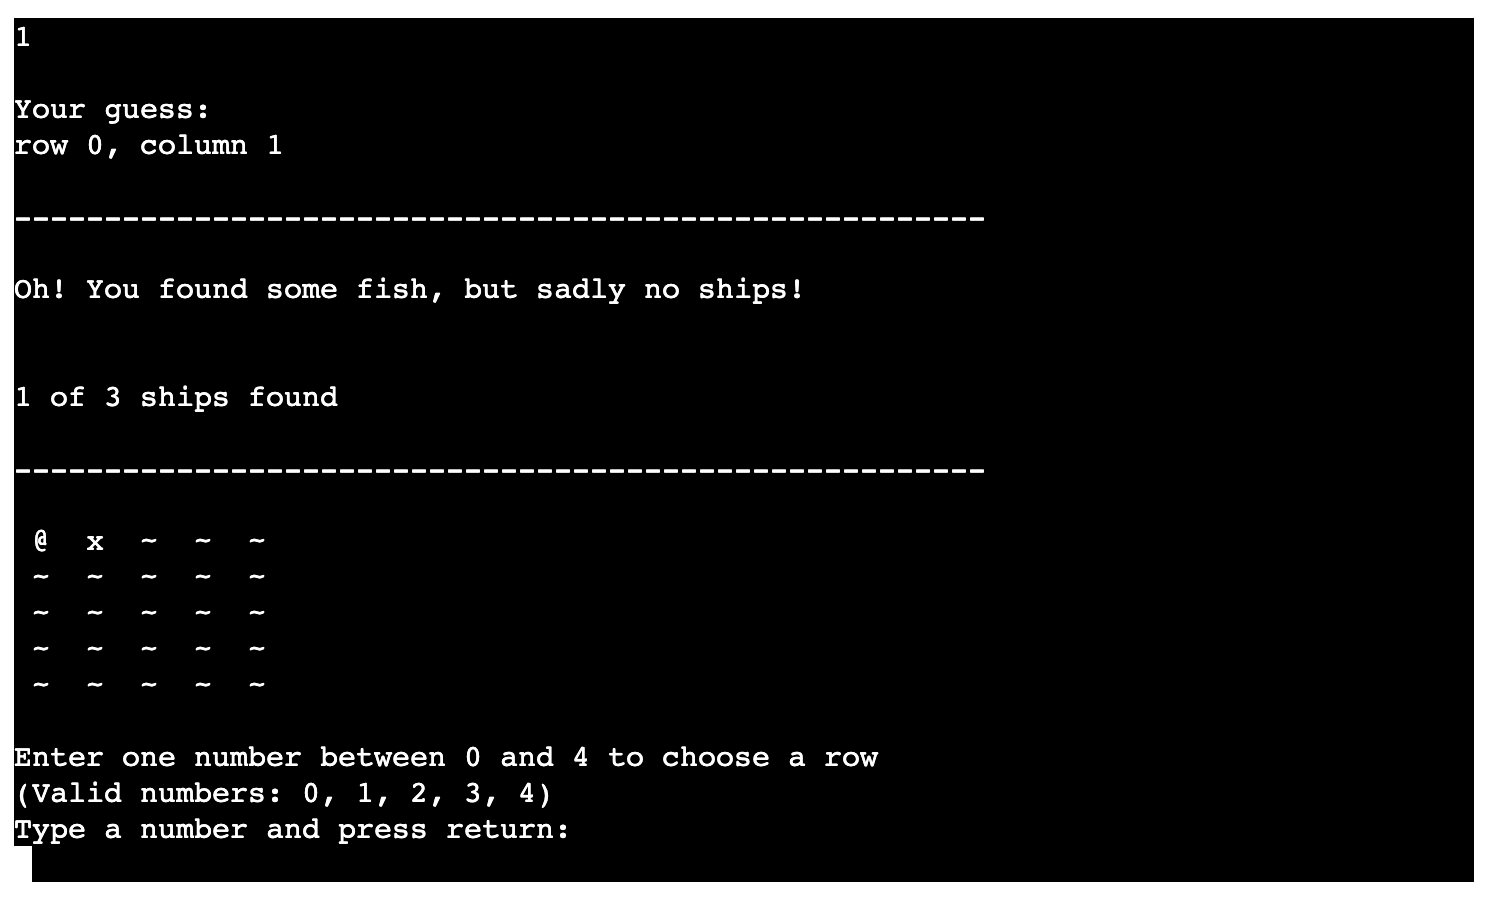 1
Your guess:
row 0, column 1
------------------------------------------------------
Oh! You found some fish, but sadly no ships!
1 of 3 ships found
------------------------------------------------------
@  x  ~  ~  ~
~  ~  ~  ~  ~
~  ~  ~  ~  ~
~  ~  ~  ~  ~
~  ~  ~  ~  ~
Enter one number between 0 and 4 to choose a row
(Valid numbers: 0, 1, 2, 3, 4)
Type a number and press return: